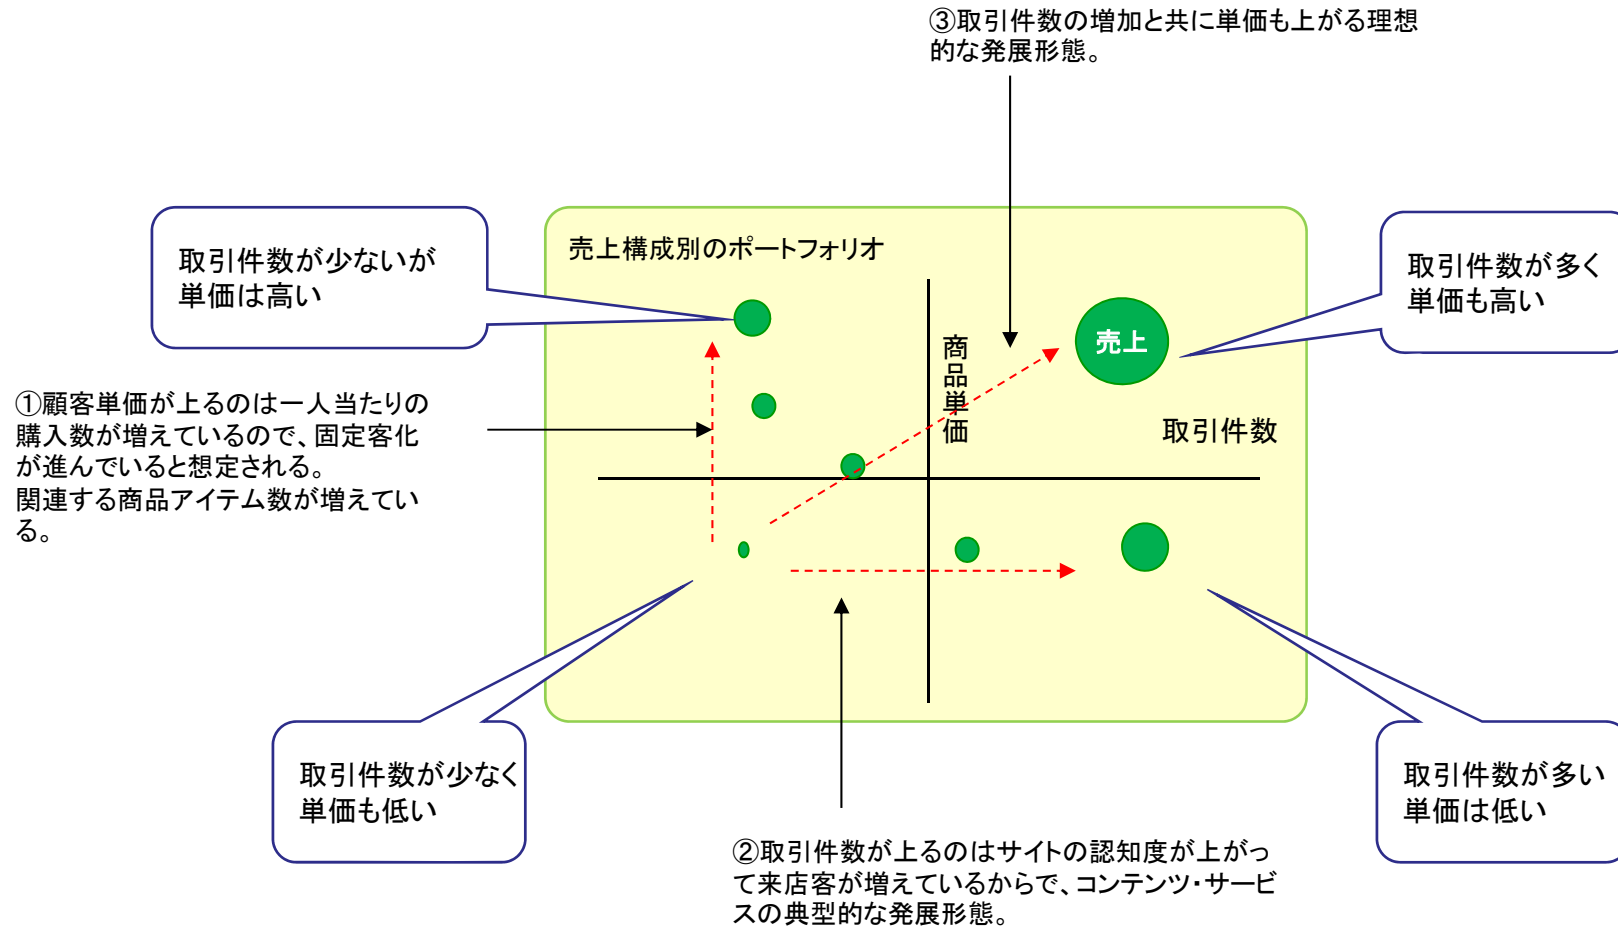 ③取引件数の増加と共に単価も上がる理想
的な発展形態。
取引件数が少ないが
単価は高い
売上構成別のポートフォリオ
取引件数が多く
単価も高い
売上
商品単価
取引件数
①顧客単価が上るのは一人当たりの
購入数が増えているので、固定客化
が進んでいると想定される。
関連する商品アイテム数が増えてい
る。
取引件数が少なく
単価も低い
取引件数が多い
単価は低い
②取引件数が上るのはサイトの認知度が上がっ
て来店客が増えているからで、コンテンツ・サービ
スの典型的な発展形態。